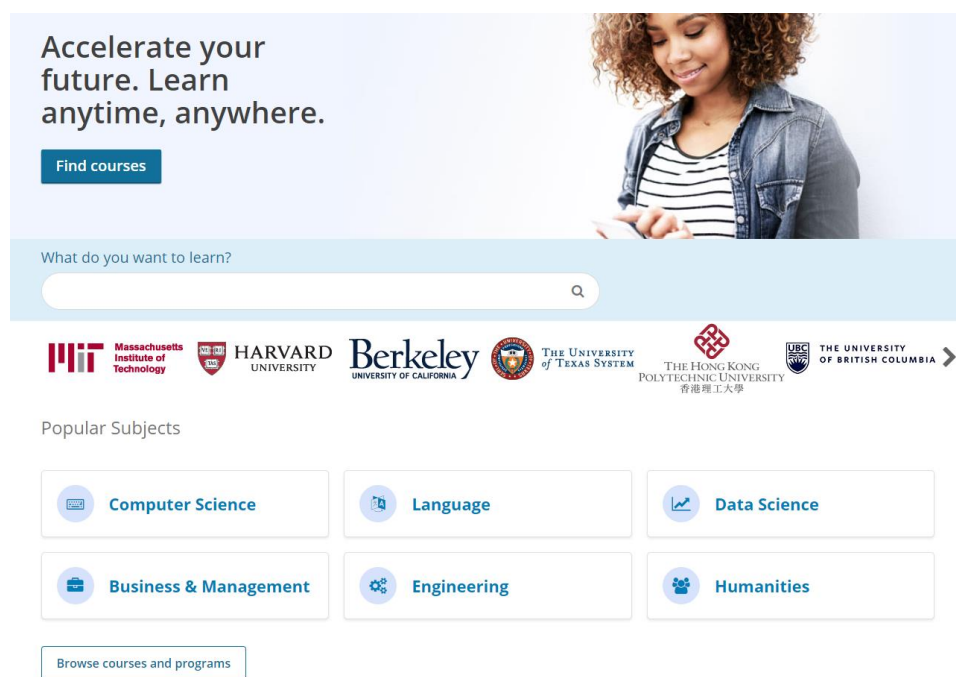 Accelerate your
future. Learn
anytime, anywhere.
Find courses
What do you want to learn?
Massachusetts
Institute of
Technology
HARVARD
UNIVERSITY
Berkeley
UNIVERSITY OF CALIFORNIA
THE UNIVERSITY
of TEXAS SYSTEM
THE HONG KONG
POLYTECHNIC UNIVERSITY
香港理工大學
UBC
THE UNIVERSITY
OF BRITISH COLUMBIA
Popular Subjects
Computer Science
Language
Data Science
Business & Management
Engineering
Humanities
Browse courses and programs